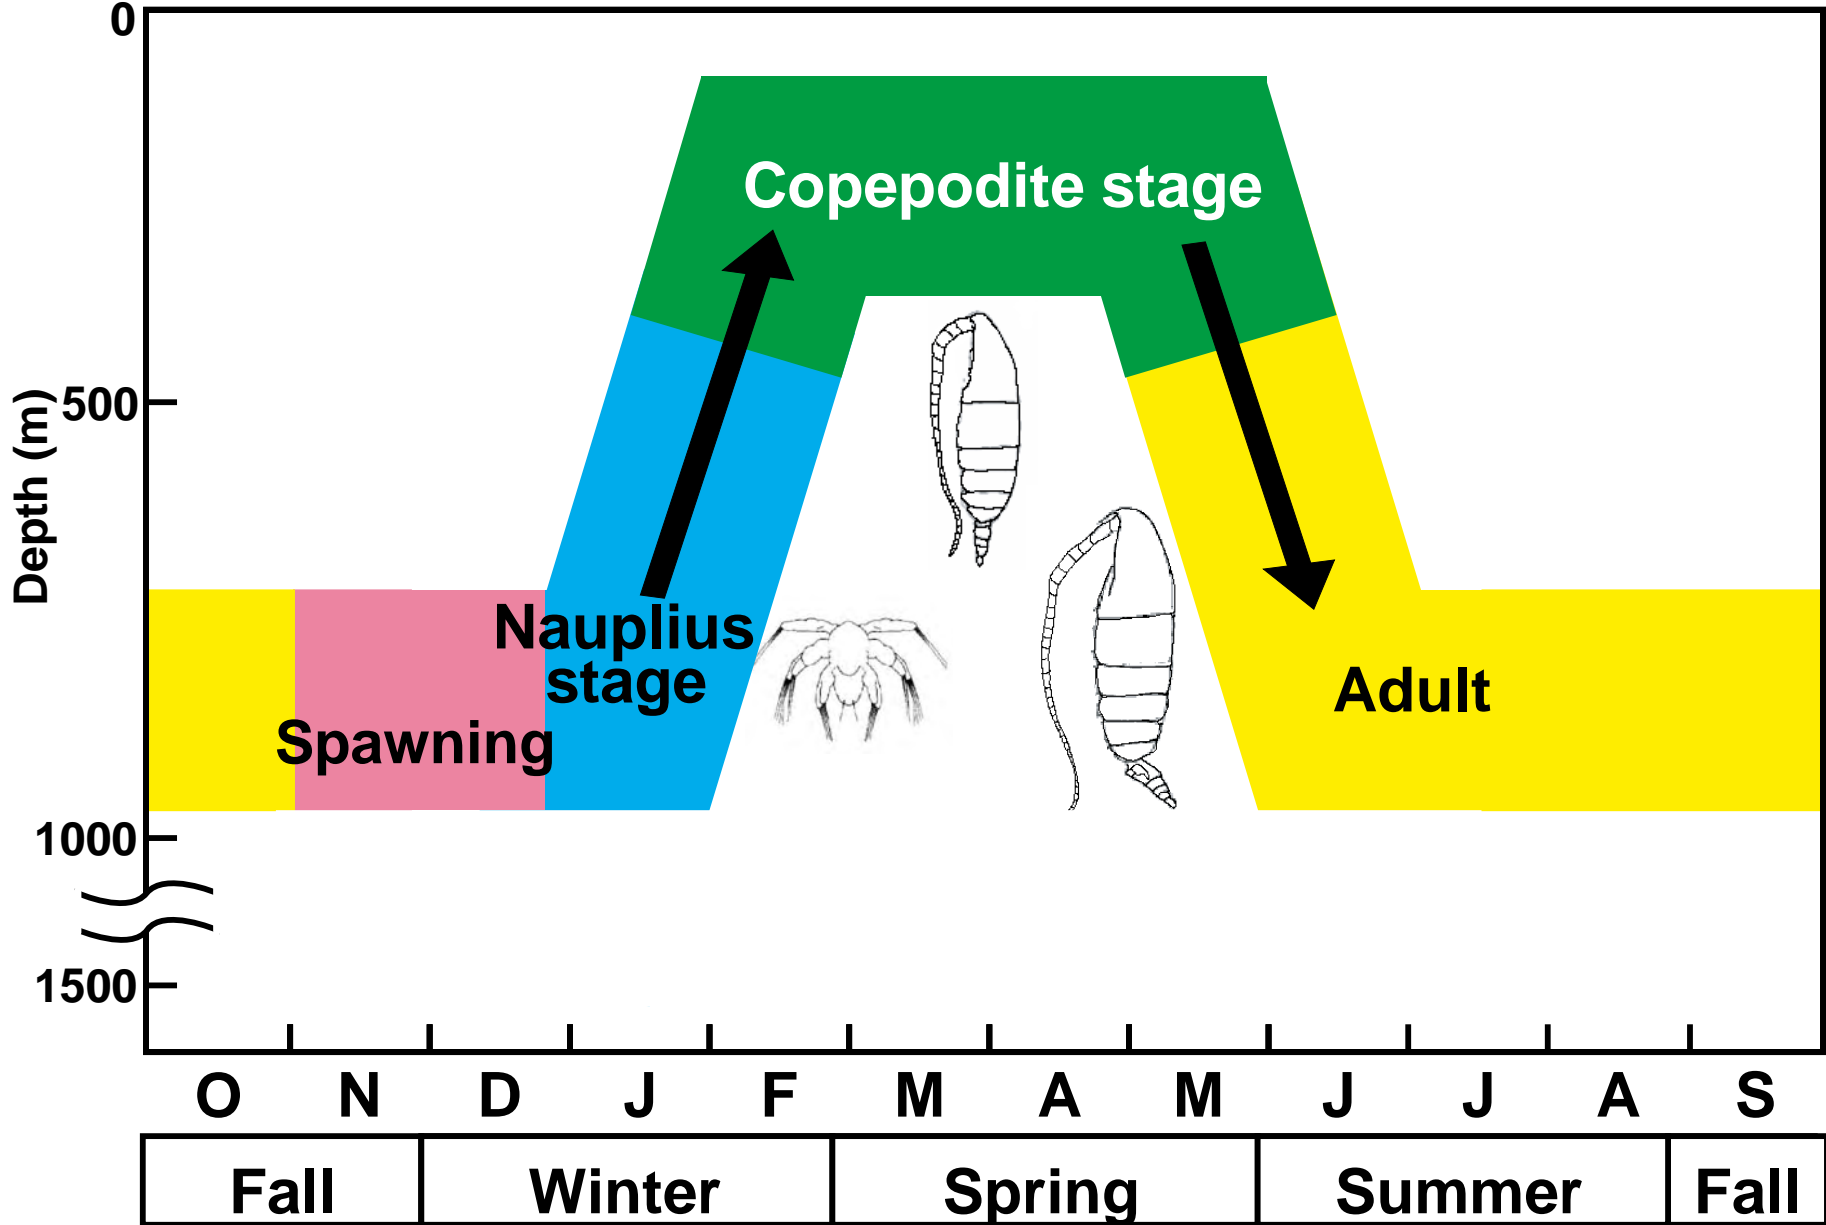 0
Copepodite stage
500
Depth (m)
Nauplius
stage
Adult
Spawning
1000
1500
O N D J F M A M J J A S
Fall Winter Spring Summer Fall